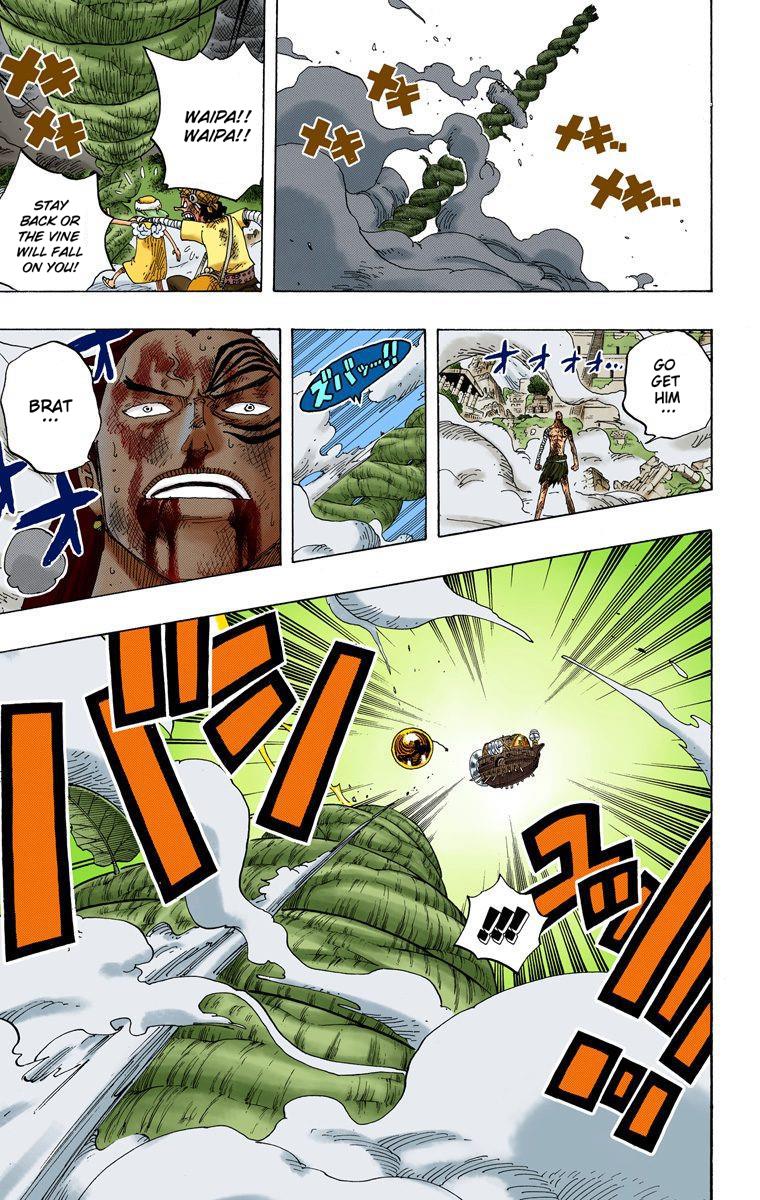 メキ
メキ
メキ..
メキ...
WAIPA!!
WAIPA!!
メキ
メキ
STAY
BACK OR
THE VINE
WILL FALL
ON YOU!
GO
GET
HIM
...
オオオオ...
ズバッ...!!
オ
BRAT
...
オオ
バシ
!!!!